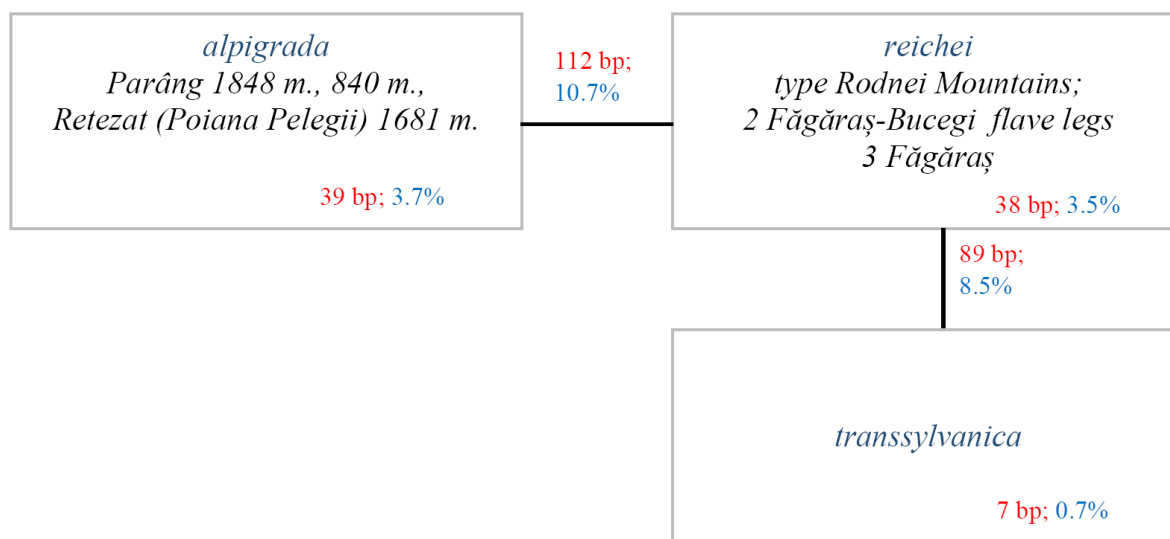 alpigrada
Parâng 1848 m., 840 m.,
Retezat (Poiana Pelegii) 1681 m.
39 bp; 3.7%
112 bp;
10.7%
reichei
type Rodnei Mountains;
2 Făgăraș-Bucegi flave legs
3 Făgăraș
38 bp; 3.5%
89 bp;
8.5%
transsylvanica
7 bp; 0.7%